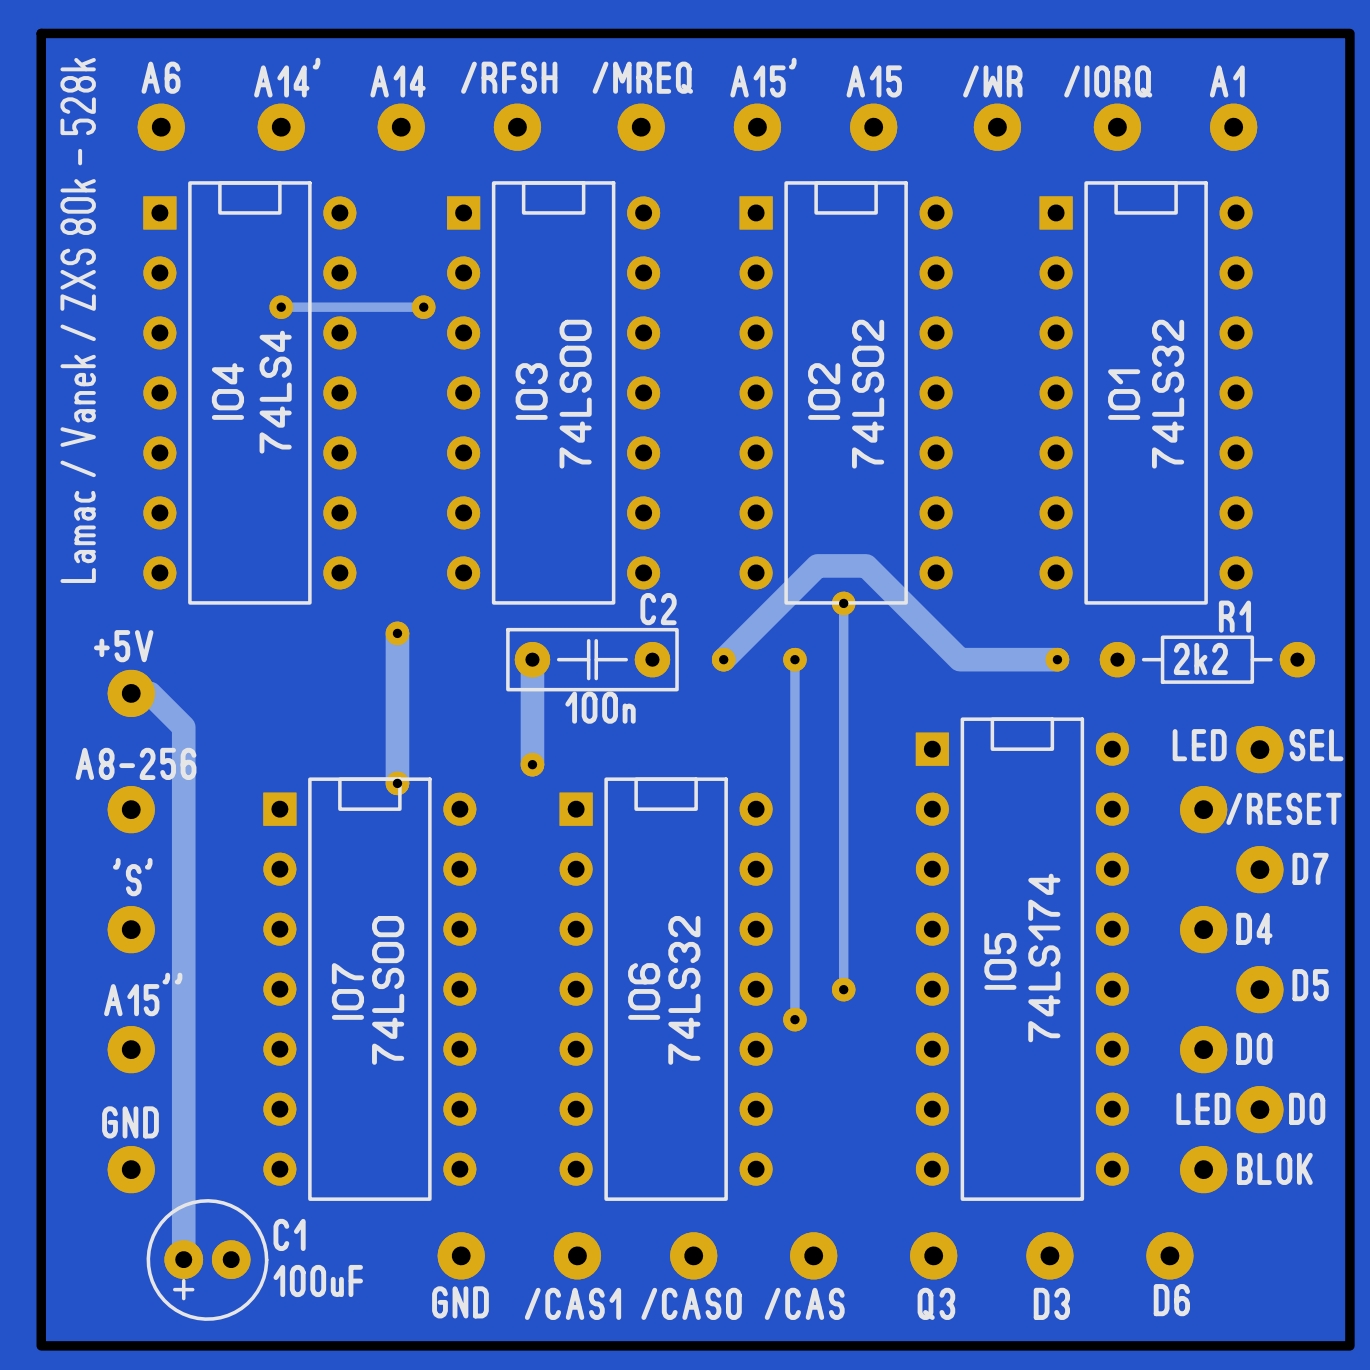 A6
A14'
A14
/RFSH
/MREQ
A15'
A15
/WR
/IORQ
A1
Lamac / Vanek / ZXS 80k - 528k
IO4
74LS4
IO3
74LS00
IO2
74LS02
IO1
74LS32
C2
100n
R1
2k2
+5V
A8-256
'S'
A15''
GND
IO7
74LS00
IO6
74LS32
IO5
74LS174
LED SEL
/RESET
D7
D4
D5
D0
LED D0
BLOK
C1
100uF
+
GND
/CAS1
/CAS0
/CAS
Q3
D3
D6